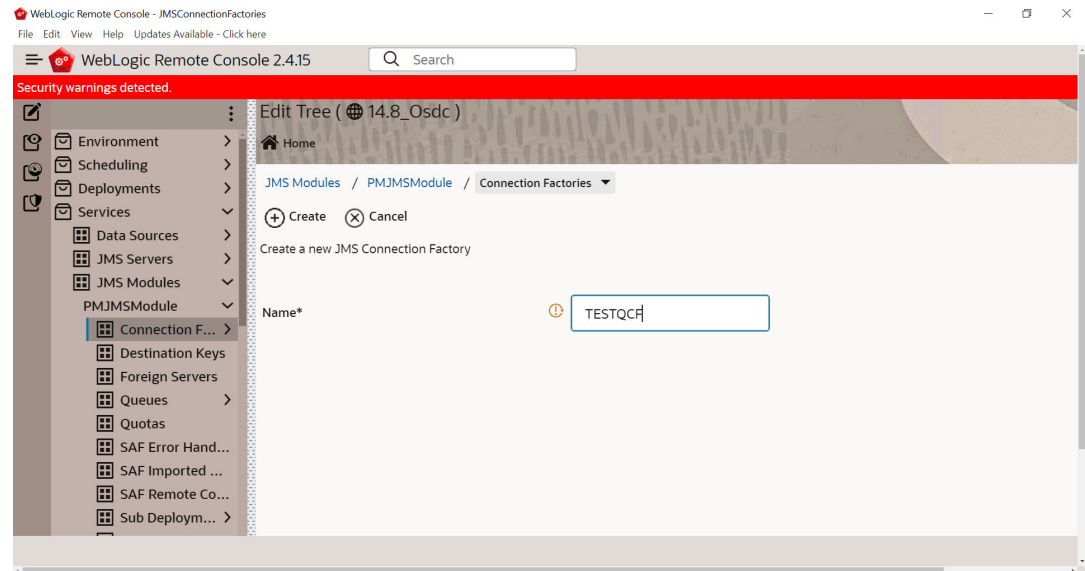 WebLogic Remote Console - JMSConnectionFactories
File Edit View Help Updates Available - Click here
WebLogic Remote Console 2.4.15
Search
Security warnings detected.
Edit Tree ( 14.8_Osdc )
Home
Environment
Scheduling
Deployments
Services
Data Sources
JMS Servers
JMS Modules
PMJMSModule
Connection F...
Destination Keys
Foreign Servers
Queues
Quotas
SAF Error Hand...
SAF Imported ...
SAF Remote Co...
Sub Deploym...
JMS Modules / PMJMSModule / Connection Factories
Create Cancel
Create a new JMS Connection Factory
Name* TESTQCF